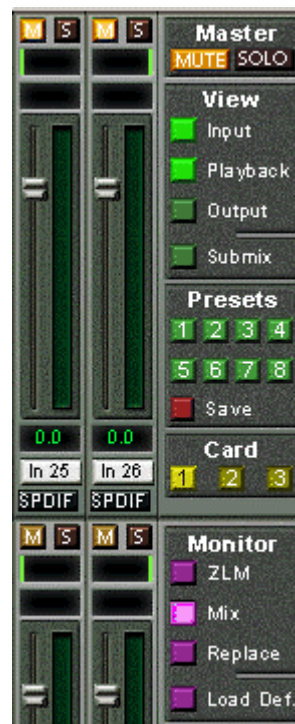 M S M S
Master
MUTE SOLO
View
Input
Playback
Output
Submix
Presets
1 2 3 4
5 6 7 8
Save
0.0 0.0
In 25 In 26
SPDIF SPDIF
Card
1 2 3
M S M S
Monitor
ZLM
Mix
Replace
Load Def.